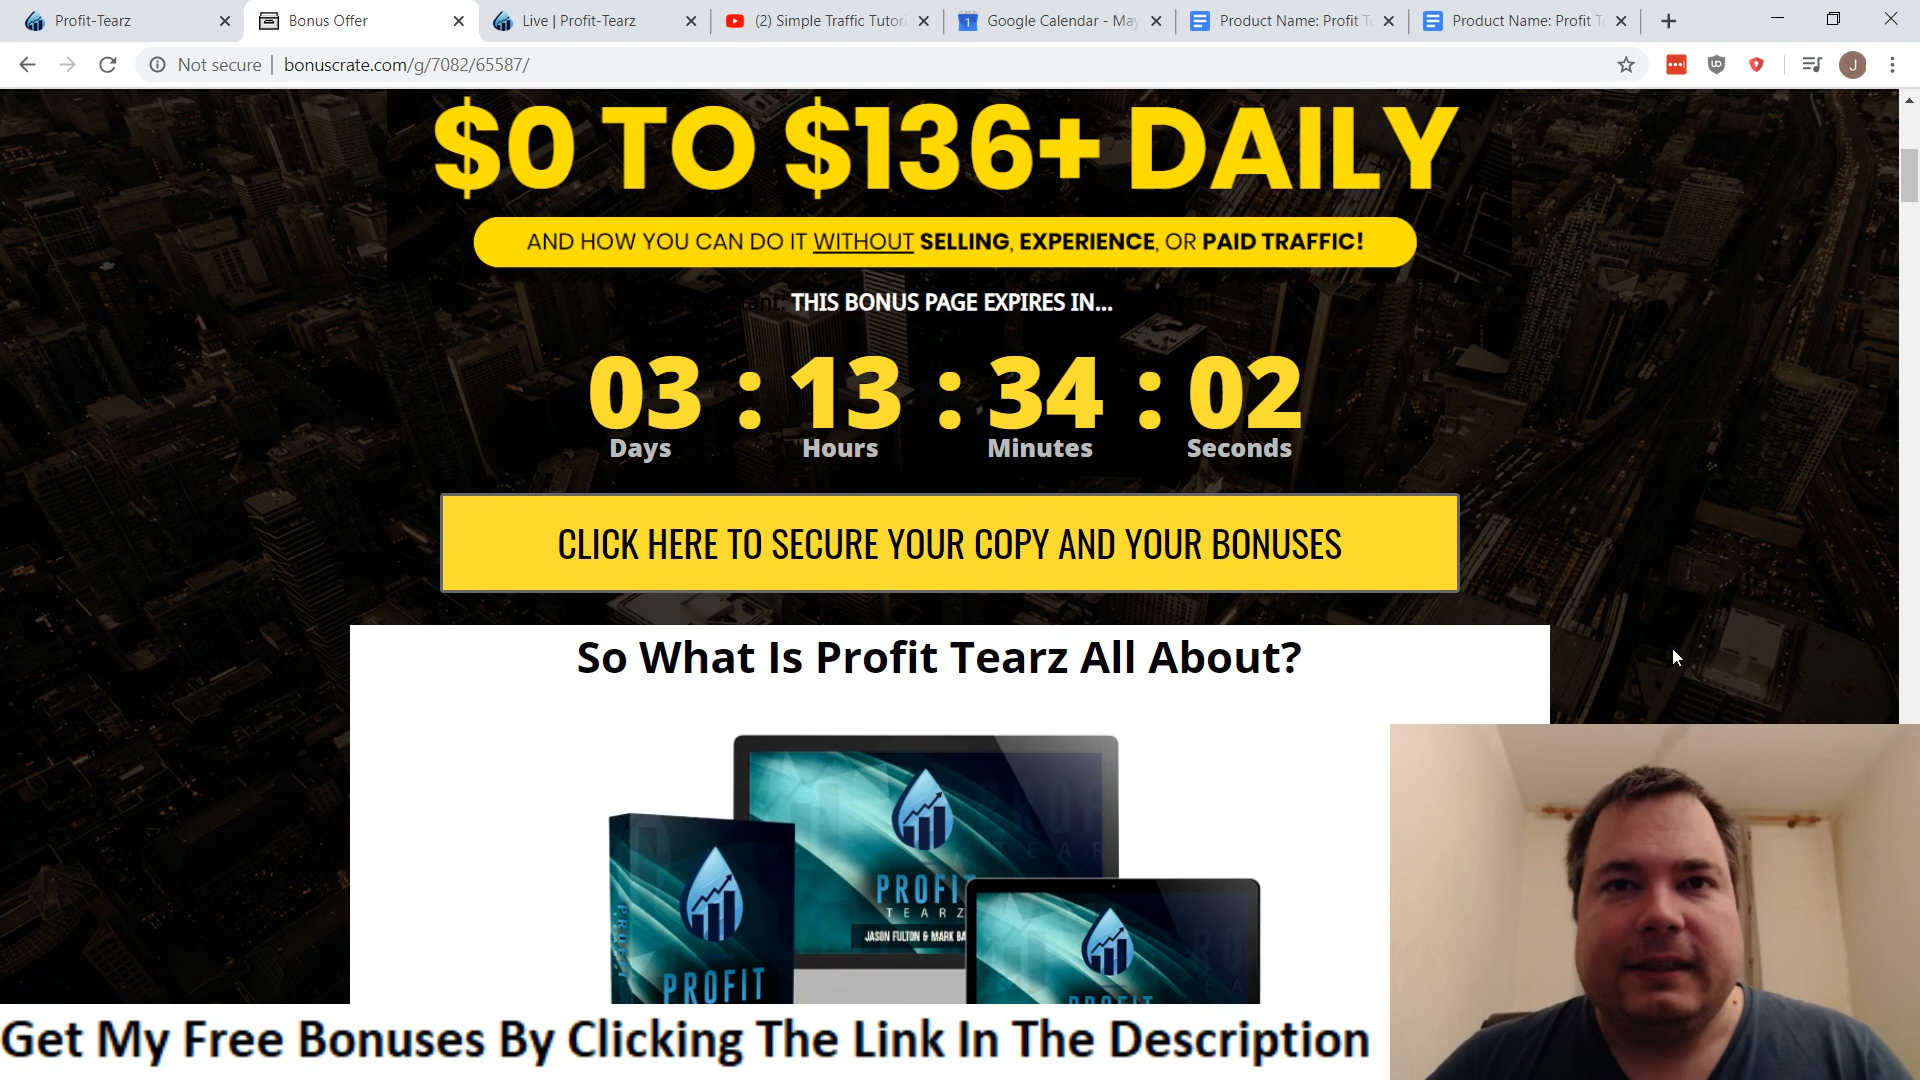 Profit-Tearz
Bonus Offer
Live | Profit-Tearz
(2) Simple Traffic Tutori
Google Calendar - May
Product Name: Profit T
Product Name: Profit T
Not secure
bonuscrate.com/g/7082/65587/
J
$0 TO $136+ DAILY
AND HOW YOU CAN DO IT WITHOUT SELLING, EXPERIENCE, OR PAID TRAFFIC!
THIS BONUS PAGE EXPIRES IN...
03 : 13 : 34 : 02
Days Hours Minutes Seconds
CLICK HERE TO SECURE YOUR COPY AND YOUR BONUSES
So What Is Profit Tearz All About?
PROFIT
TEARZ
JASON FULTON & MARK BA
PROFIT
PROFIT
Get My Free Bonuses By Clicking The Link In The Description